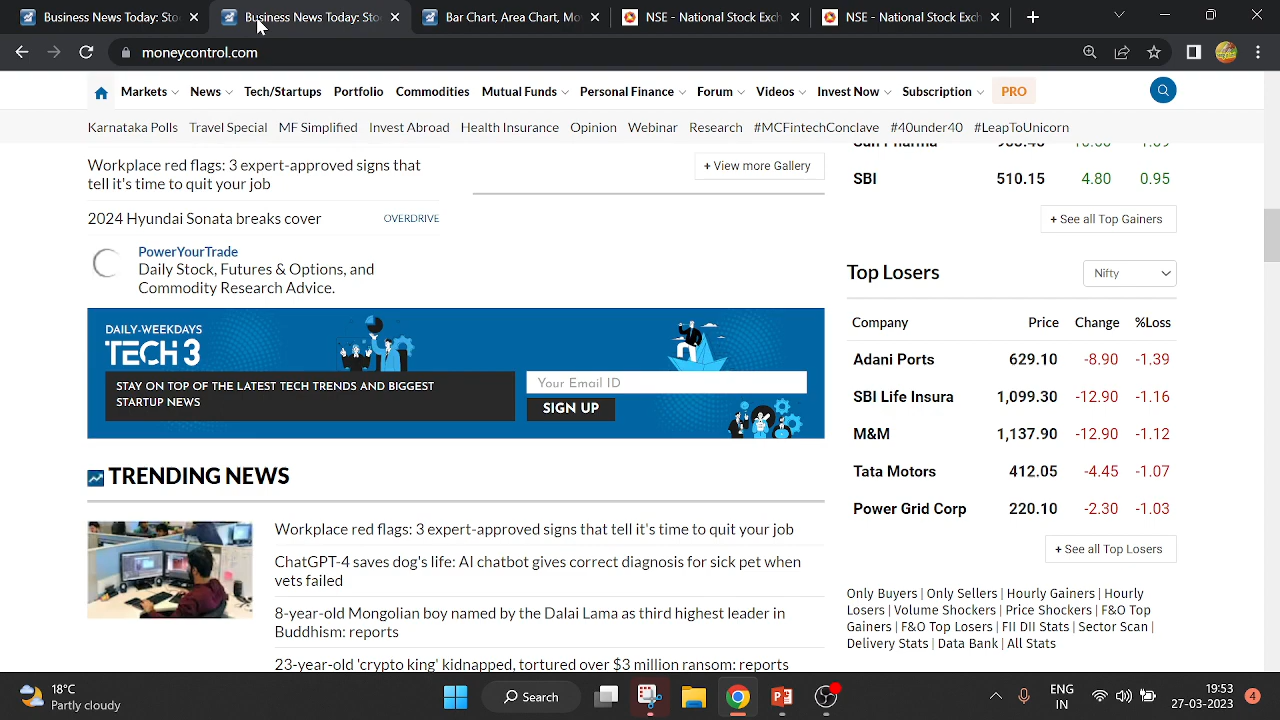 Business News Today: Sto
Business News Today: Sto
Bar Chart, Area Chart, Mou
NSE - National Stock Exch
NSE - National Stock Exch
moneycontrol.com
Markets News Tech/Startups Portfolio Commodities Mutual Funds Personal Finance Forum Videos Invest Now Subscription PRO
Karnataka Polls Travel Special MF Simplified Invest Abroad Health Insurance Opinion Webinar Research #MCFintechConclave #40under40 #LeapToUnicorn
Workplace red flags: 3 expert-approved signs that
tell it's time to quit your job
2024 Hyundai Sonata breaks cover OVERDRIVE
PowerYourTrade
Daily Stock, Futures & Options, and
Commodity Research Advice.
+ View more Gallery
DAILY-WEEKDAYS
TECH 3
STAY ON TOP OF THE LATEST TECH TRENDS AND BIGGEST
STARTUP NEWS
Your Email ID
SIGN UP
TRENDING NEWS
Workplace red flags: 3 expert-approved signs that tell it's time to quit your job
ChatGPT-4 saves dog's life: AI chatbot gives correct diagnosis for sick pet when
vets failed
8-year-old Mongolian boy named by the Dalai Lama as third highest leader in
Buddhism: reports
23-year-old 'crypto king' kidnapped, tortured over $3 million ransom: reports
SBI 510.15 4.80 0.95
+ See all Top Gainers
Top Losers Nifty
Company Price Change %Loss
Adani Ports 629.10 -8.90 -1.39
SBI Life Insura 1,099.30 -12.90 -1.16
M&M 1,137.90 -12.90 -1.12
Tata Motors 412.05 -4.45 -1.07
Power Grid Corp 220.10 -2.30 -1.03
+ See all Top Losers
Only Buyers | Only Sellers | Hourly Gainers | Hourly
Losers | Volume Shockers | Price Shockers | F&O Top
Gainers | F&O Top Losers | FII DII Stats | Sector Scan |
Delivery Stats | Data Bank | All Stats
18°C
Partly cloudy
Search
ENG
IN
19:53
27-03-2023
4